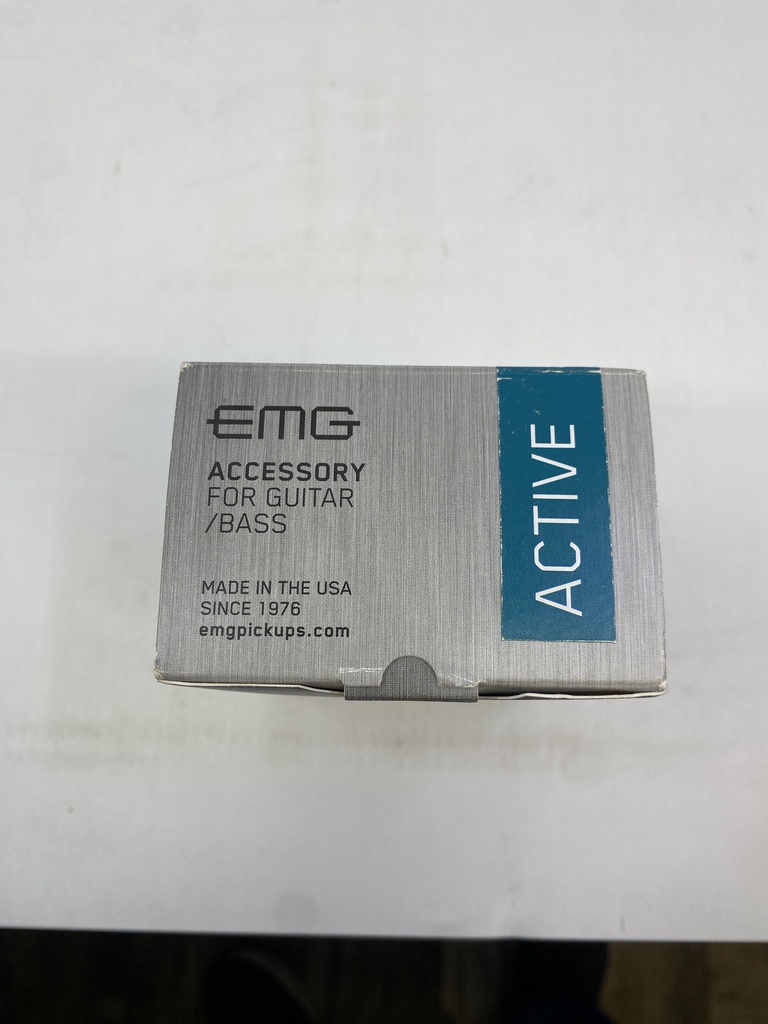 EMG
ACCESSORY
FOR GUITAR
/BASS
MADE IN THE USA
SINCE 1976
emgpickups.com
ACTIVE